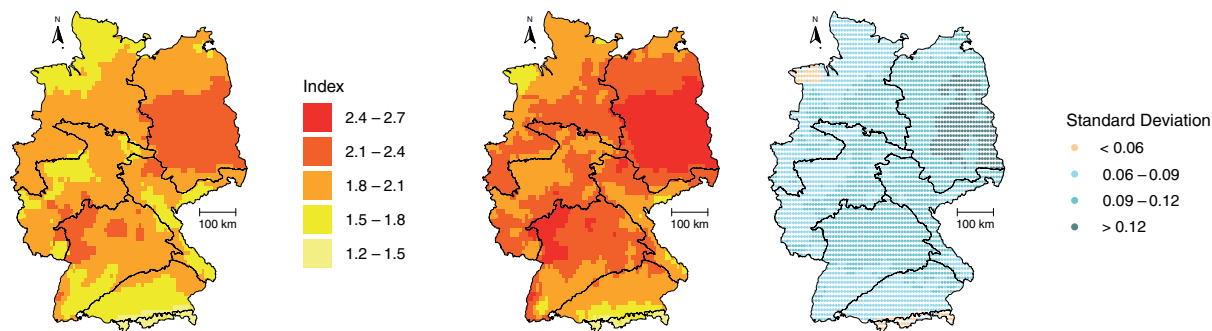 N
Index
2.4 – 2.7
2.1 – 2.4
1.8 – 2.1
1.5 – 1.8
1.2 – 1.5
100 km
N
100 km
N
100 km
Standard Deviation
< 0.06
0.06 – 0.09
0.09 – 0.12
> 0.12